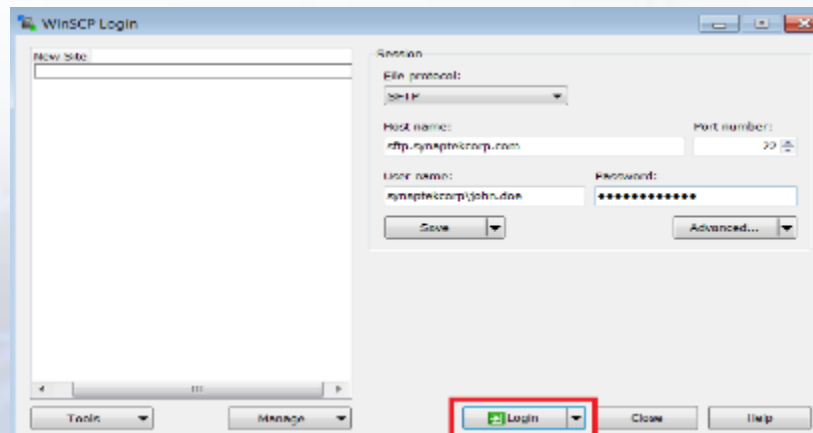 WinSCP Login
New Site
Session
File protocol:
SFTP
Host name:
Port number:
sftp.synaptekcorp.com
22
User name:
Password:
synaptekcorp\john.doe
Save
Advanced...
Tools
Manage
Login
Close
Help